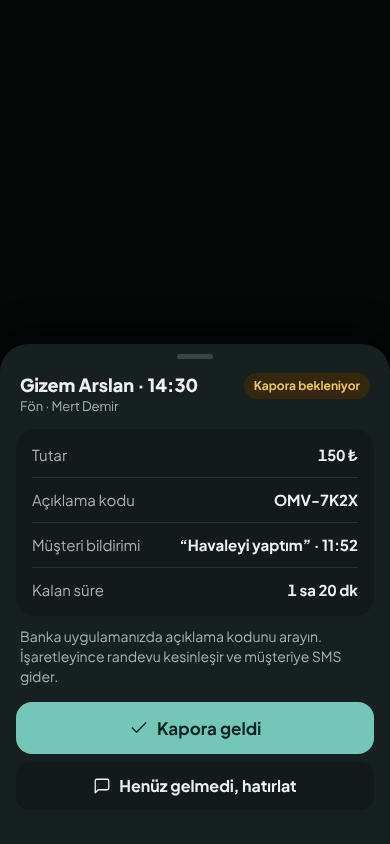 Gizem Arslan · 14:30
Kapora bekleniyor
Fön · Mert Demir
Tutar
150 ₺
Açıklama kodu
OMV-7K2X
Müşteri bildirimi
“Havaleyi yaptım” · 11:52
Kalan süre
1 sa 20 dk
Banka uygulamanızda açıklama kodunu arayın.
İşaretleyince randevu kesinleşir ve müşteriye SMS
gider.
Kapora geldi
Henüz gelmedi, hatırlat